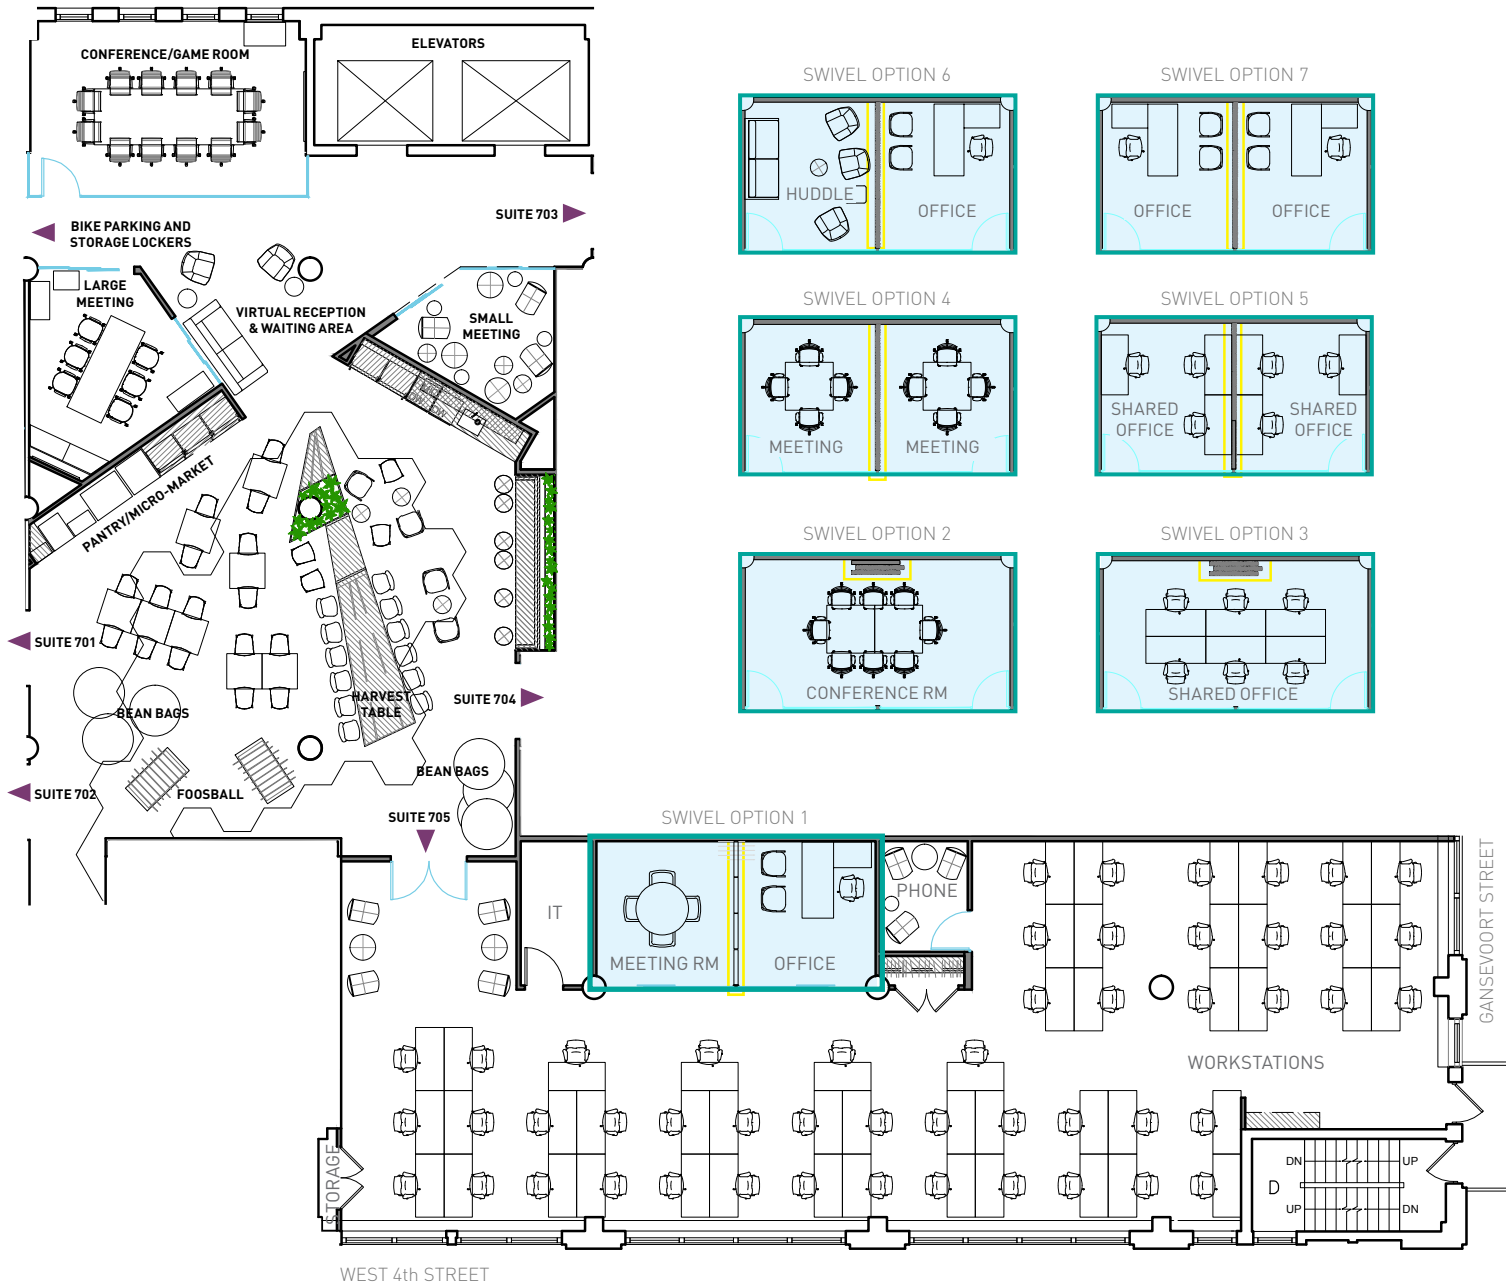 CONFERENCE/GAME ROOM
ELEVATORS
SWIVEL OPTION 6
SWIVEL OPTION 7
HUDDLE
OFFICE
OFFICE
OFFICE
SUITE 703
BIKE PARKING AND
STORAGE LOCKERS
LARGE
MEETING
VIRTUAL RECEPTION
& WAITING AREA
SMALL
MEETING
SWIVEL OPTION 4
SWIVEL OPTION 5
MEETING
MEETING
SHARED
OFFICE
SHARED
OFFICE
PANTRY/MICRO-MARKET
SWIVEL OPTION 2
SWIVEL OPTION 3
CONFERENCE RM
SHARED OFFICE
SUITE 701
HARVEST
TABLE
SUITE 704
BEAN BAGS
BEAN BAGS
SUITE 702
FOOSBALL
SUITE 705
SWIVEL OPTION 1
IT
MEETING RM
OFFICE
PHONE
GANSEVOORT STREET
WORKSTATIONS
STORAGE
DN
UP
D
UP
DN
WEST 4th STREET